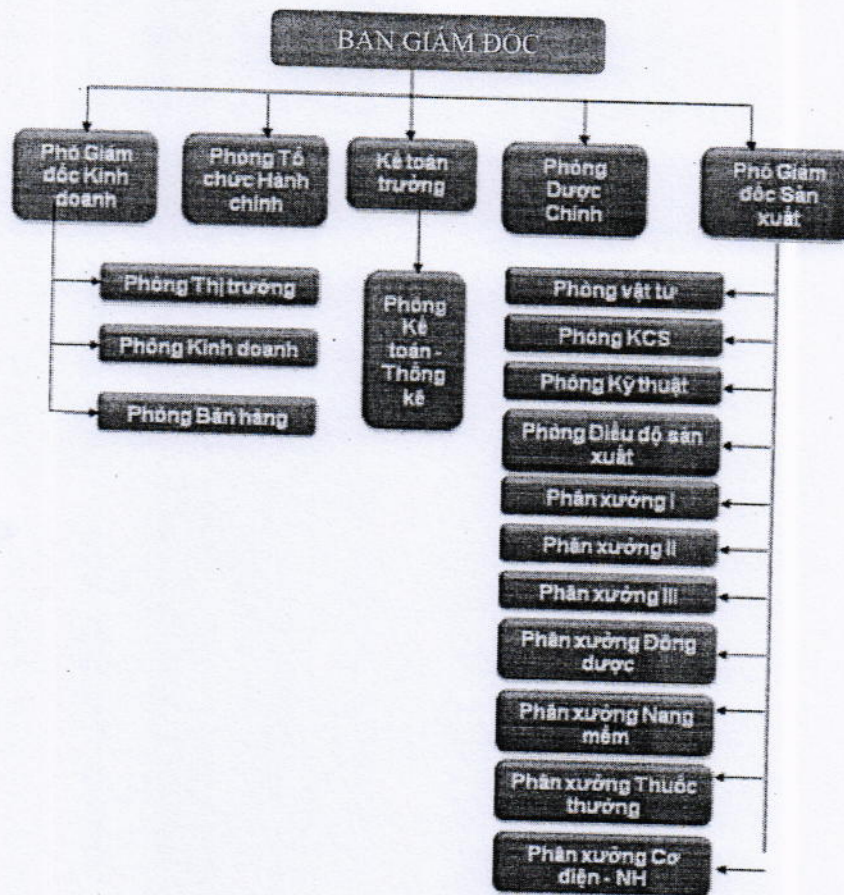 BAN GIÁM ĐỐC
Phó Giám
đốc Kinh
doanh
Phòng Tổ
chức Hành
chính
Kế toán
trưởng
Phòng
Dược
Chính
Phó Giám
đốc Sản
xuất
Phòng Thị trường
Phòng Kinh doanh
Phòng Bán hàng
Phòng
Kế
toán -
Thống
kê
Phòng vật tư
Phòng KCS
Phòng Kỹ thuật
Phòng Điều độ sản
xuất
Phân xưởng I
Phân xưởng II
Phân xưởng III
Phân xưởng Đông
dược
Phân xưởng Nang
mềm
Phân xưởng Thuốc
thường
Phân xưởng Cơ
điện - NH